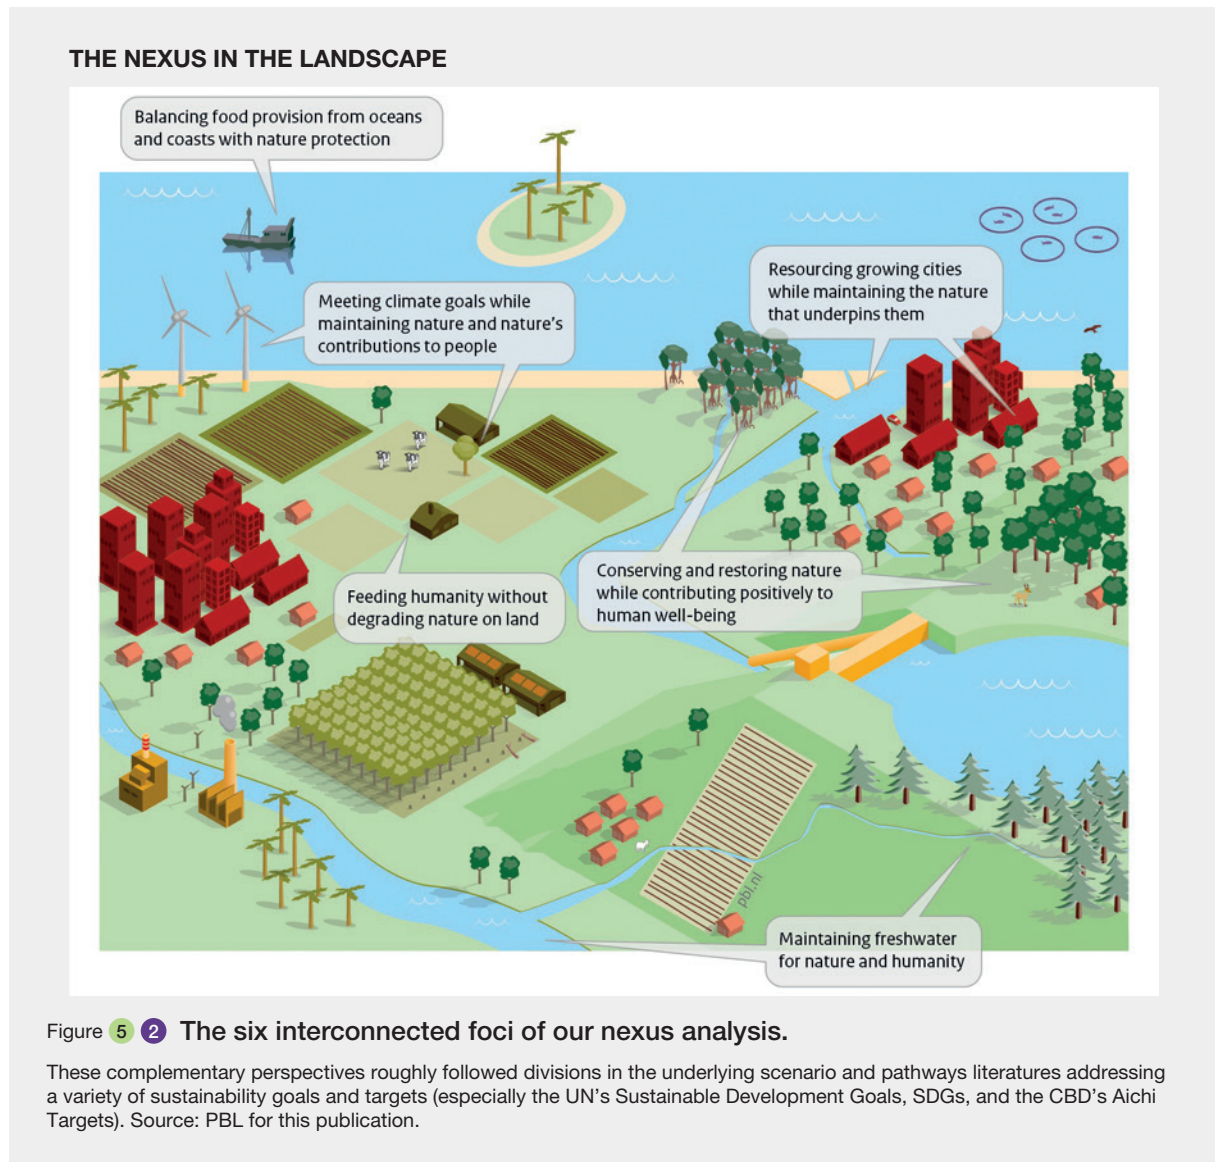 THE NEXUS IN THE LANDSCAPE
Balancing food provision from oceans
and coasts with nature protection
Resourcing growing cities
while maintaining the nature
that underpins them
Meeting climate goals while
maintaining nature and nature's
contributions to people
Conserving and restoring nature
while contributing positively to
human well-being
Feeding humanity without
degrading nature on land
pbl.nl
Maintaining freshwater
for nature and humanity
Figure 5 2 The six interconnected foci of our nexus analysis.
These complementary perspectives roughly followed divisions in the underlying scenario and pathways literatures addressing
a variety of sustainability goals and targets (especially the UN's Sustainable Development Goals, SDGs, and the CBD's Aichi
Targets). Source: PBL for this publication.